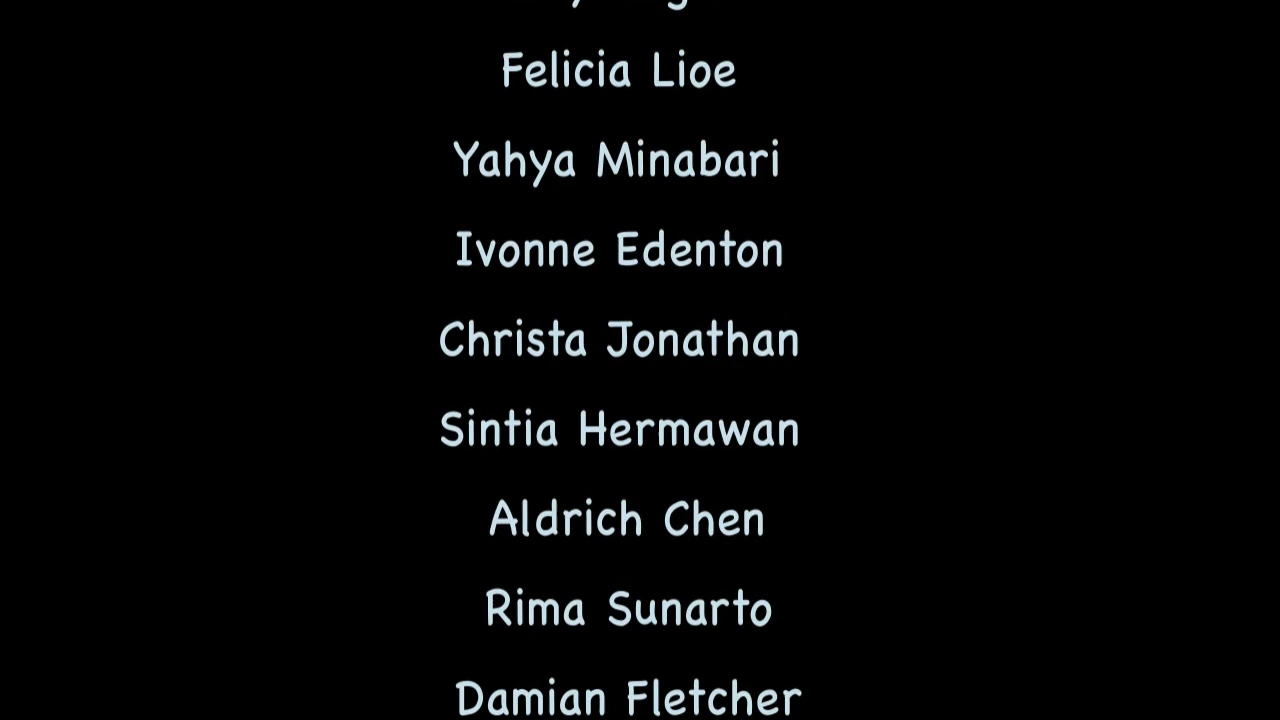 Felicia Lioe
Yahya Minabari
Ivonne Edenton
Christa Jonathan
Sintia Hermawan
Aldrich Chen
Rima Sunarto
Damian Fletcher